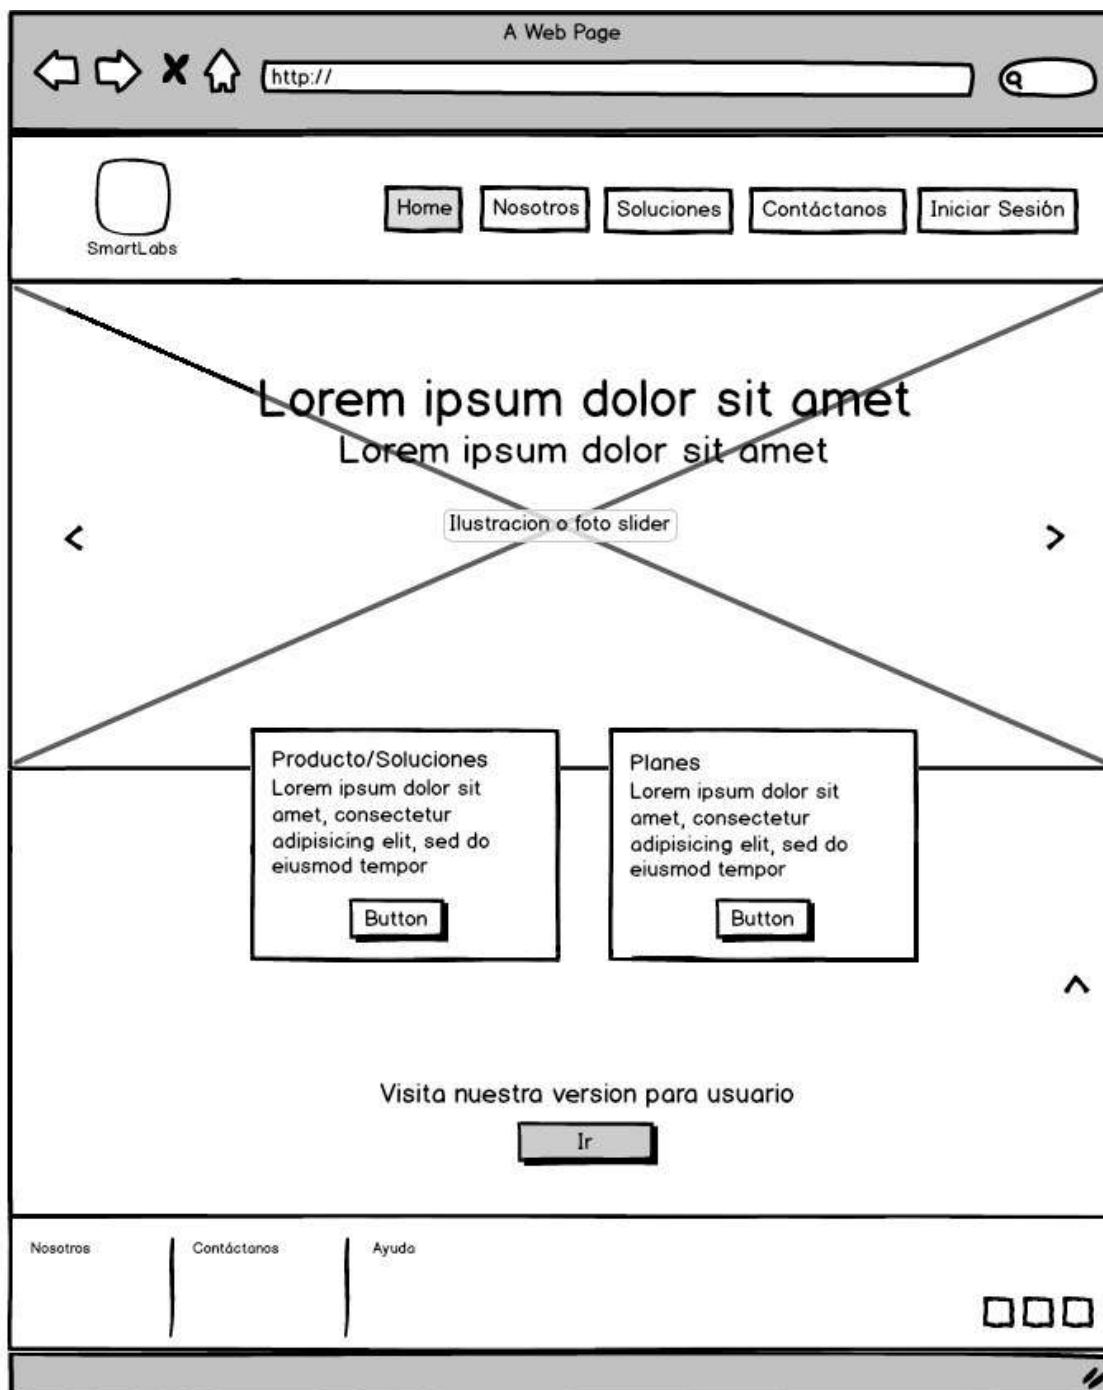 A Web Page
http://
Home Nosotros Soluciones Contáctanos Iniciar Sesión
SmartLabs
Lorem ipsum dolor sit amet
Lorem ipsum dolor sit amet
Ilustracion o foto slider
Producto/Soluciones
Lorem ipsum dolor sit
amet, consectetur
adipisicing elit, sed do
eiusmod tempor
Button
Planes
Lorem ipsum dolor sit
amet, consectetur
adipisicing elit, sed do
eiusmod tempor
Button
Visita nuestra version para usuario
Ir
Nosotros Contáctanos Ayuda